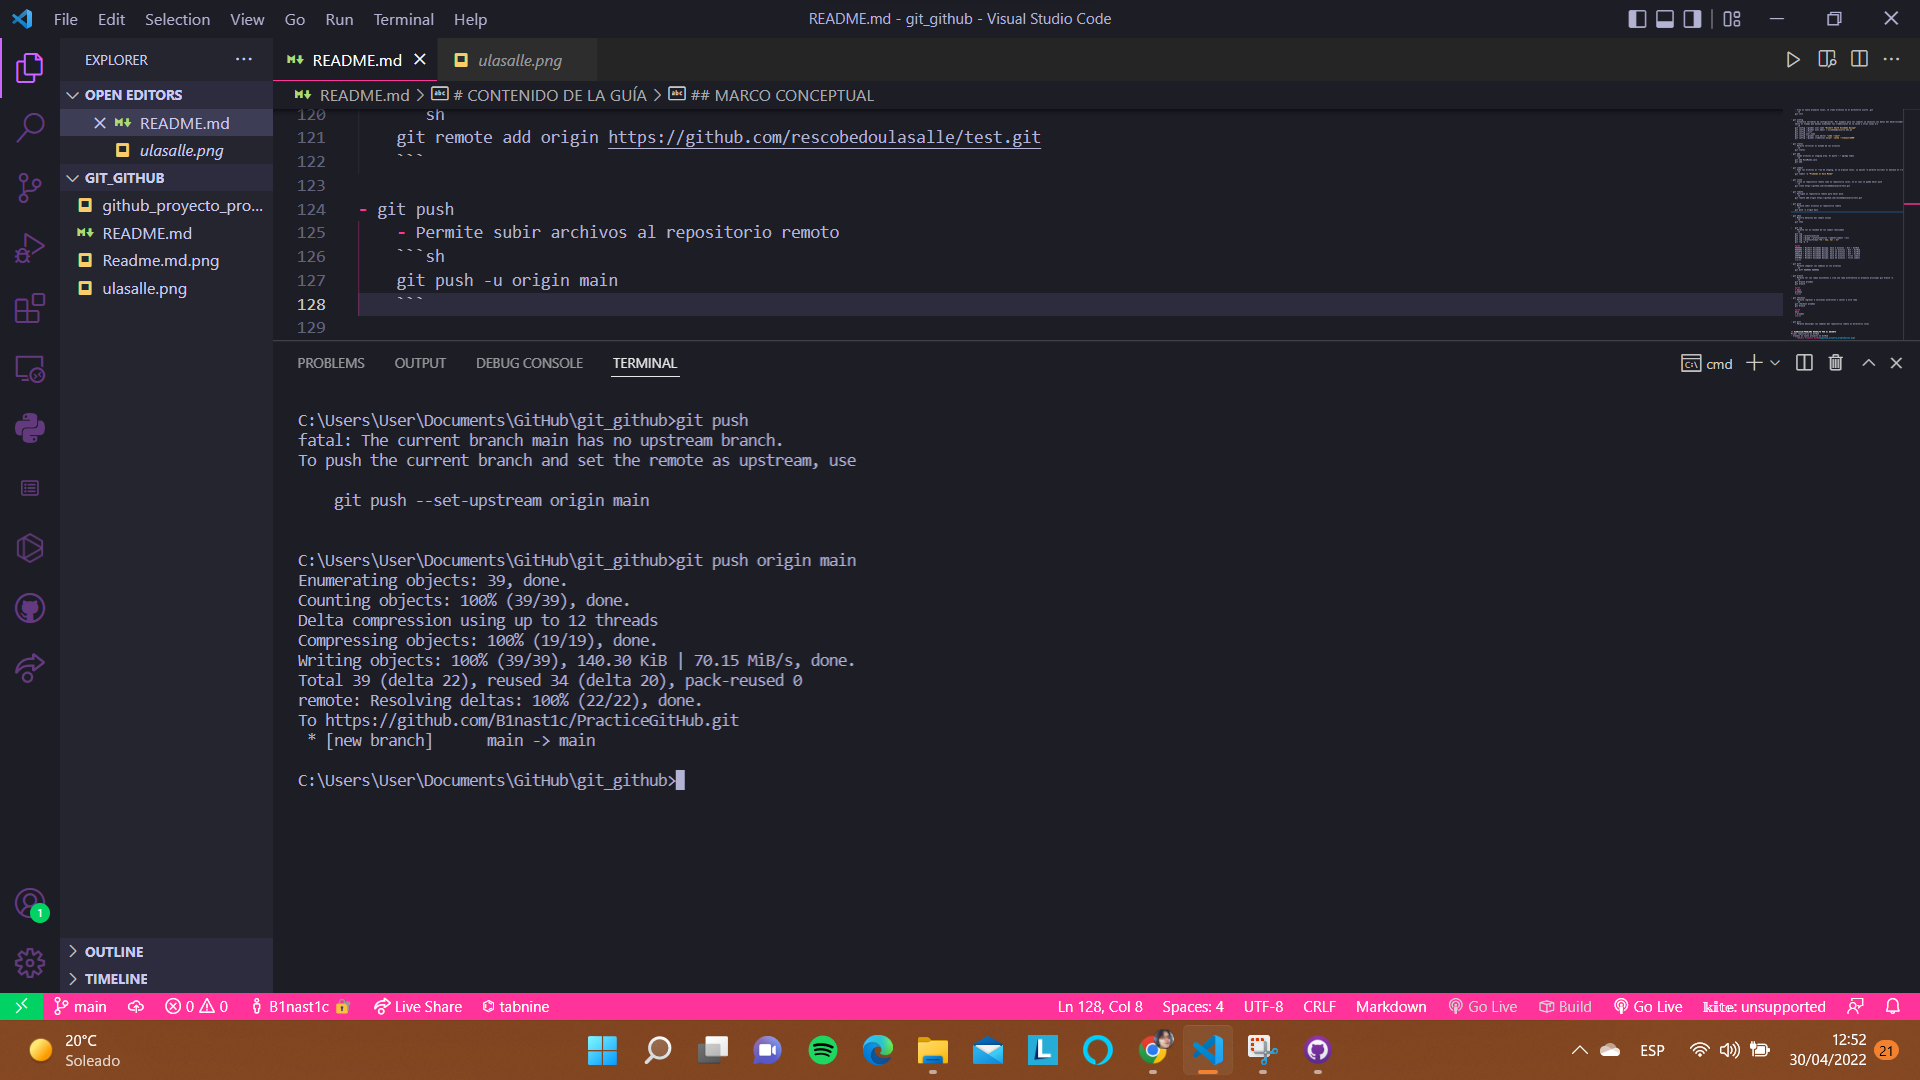 File Edit Selection View Go Run Terminal Help
README.md - git_github - Visual Studio Code
EXPLORER
README.md
ulasalle.png
OPEN EDITORS
README.md
ulasalle.png
GIT_GITHUB
github_proyecto_pro...
README.md
Readme.md.png
ulasalle.png
OUTLINE
TIMELINE
README.md > # CONTENIDO DE LA GUÍA > ## MARCO CONCEPTUAL
120 sh
121 git remote add origin https://github.com/rescobedoulasalle/test.git
122 ```
123
124 - git push
125 - Permite subir archivos al repositorio remoto
126 ```sh
127 git push -u origin main
128 ```
129
PROBLEMS OUTPUT DEBUG CONSOLE TERMINAL
cmd
C:\Users\User\Documents\GitHub\git_github>git push
fatal: The current branch main has no upstream branch.
To push the current branch and set the remote as upstream, use
git push --set-upstream origin main
C:\Users\User\Documents\GitHub\git_github>git push origin main
Enumerating objects: 39, done.
Counting objects: 100% (39/39), done.
Delta compression using up to 12 threads
Compressing objects: 100% (19/19), done.
Writing objects: 100% (39/39), 140.30 KiB | 70.15 MiB/s, done.
Total 39 (delta 22), reused 34 (delta 20), pack-reused 0
remote: Resolving deltas: 100% (22/22), done.
To https://github.com/B1nast1c/PracticeGitHub.git
* [new branch] main -> main
C:\Users\User\Documents\GitHub\git_github>
1
main 0 0 B1nast1c Live Share tabnine
Ln 128, Col 8 Spaces: 4 UTF-8 CRLF Markdown Go Live Build Go Live kite: unsupported
20°C
Soleado
L
ESP
12:52
30/04/2022
21